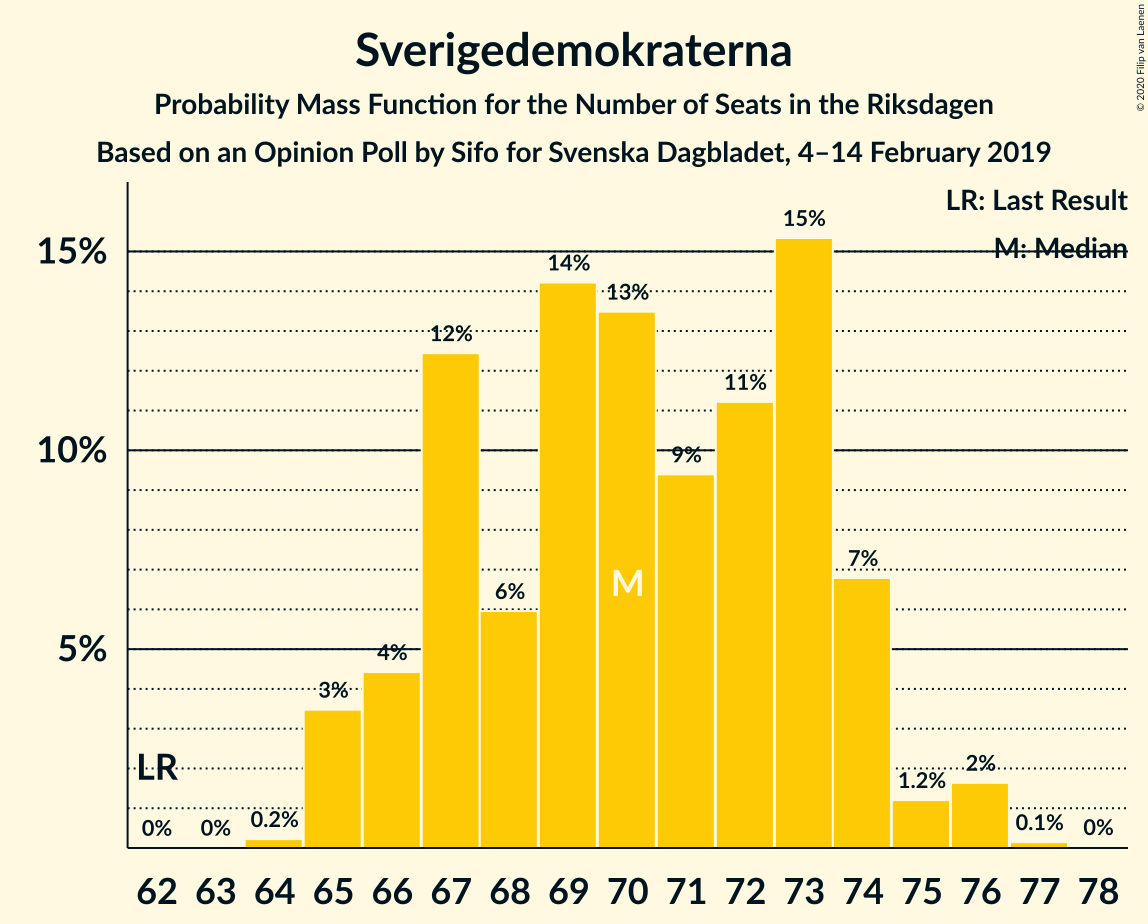 Sverigedemokraterna
Probability Mass Function for the Number of Seats in the Riksdagen
Based on an Opinion Poll by Sifo for Svenska Dagbladet, 4–14 February 2019
© 2020 Filip van Laenen
LR: Last Result
M: Median
15%
10%
5%
0% 0% 0.2% 3% 4% 12% 6% 14% 13% 9% 11% 15% 7% 1.2% 2% 0.1% 0%
LR
M
62 63 64 65 66 67 68 69 70 71 72 73 74 75 76 77 78